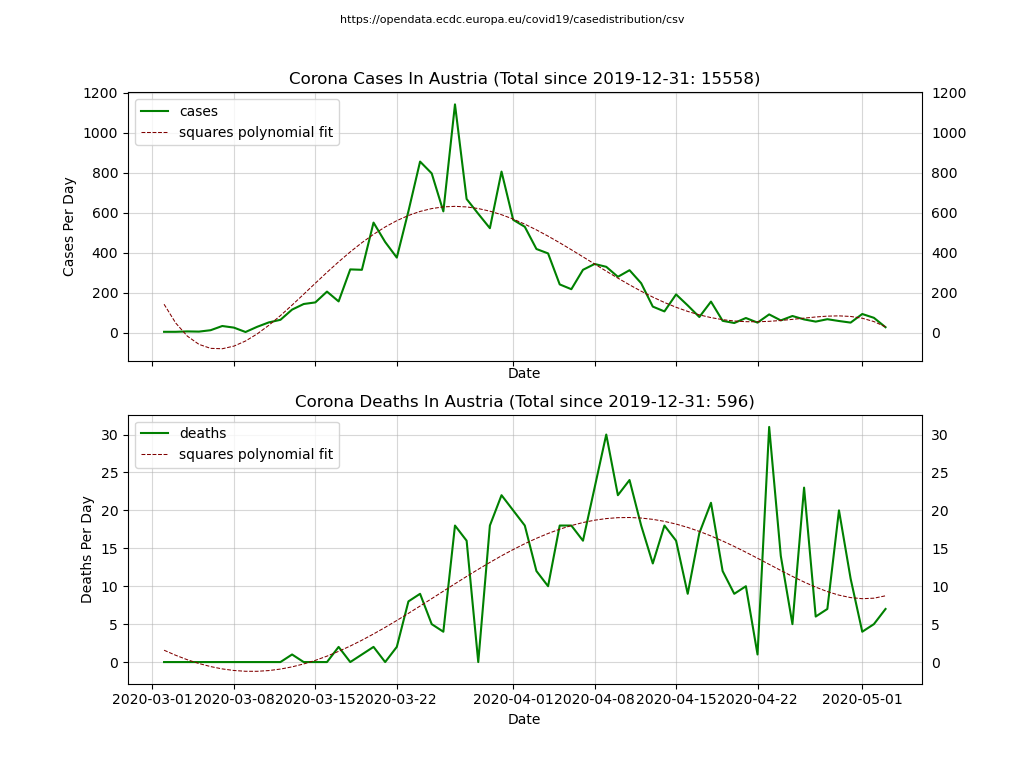 https://opendata.ecdc.europa.eu/covid19/casedistribution/csv
Corona Cases In Austria (Total since 2019-12-31: 15558)
cases
squares polynomial fit
Cases Per Day
1200 1200
1000 1000
800 800
600 600
400 400
200 200
0 0
Date
Corona Deaths In Austria (Total since 2019-12-31: 596)
deaths
squares polynomial fit
Deaths Per Day
30 30
25 25
20 20
15 15
10 10
5 5
0 0
2020-03-01 2020-03-08 2020-03-15 2020-03-22 2020-04-01 2020-04-08 2020-04-15 2020-04-22 2020-05-01
Date